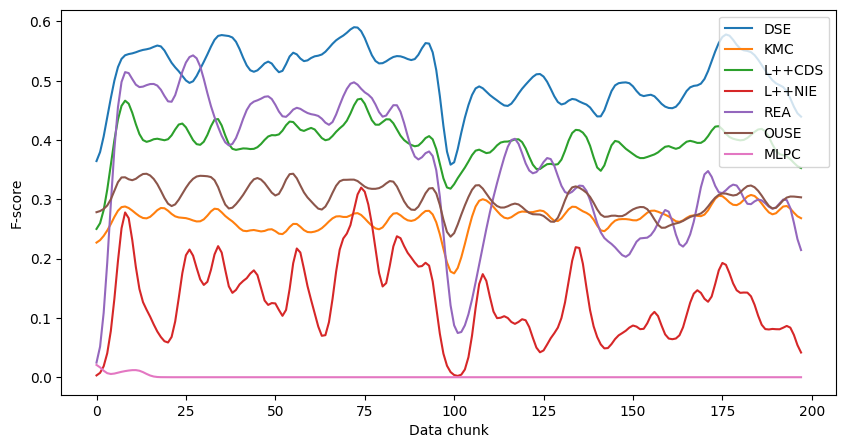 0.6
0.5
0.4
0.3
0.2
0.1
0.0
F-score
0
25
50
75
100
125
150
175
200
Data chunk
DSE
KMC
L++CDS
L++NIE
REA
OUSE
MLPC